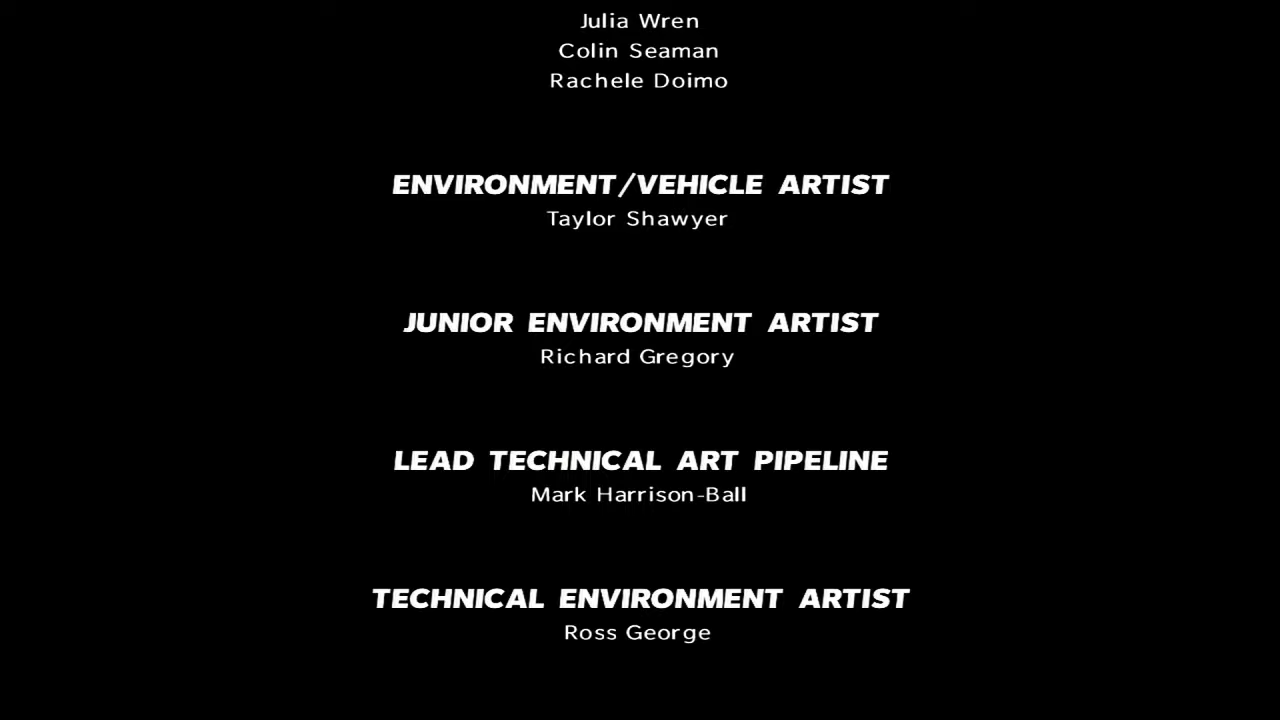 Julia Wren
Colin Seaman
Rachele Doimo
ENVIRONMENT/VEHICLE ARTIST
Taylor Shawyer
JUNIOR ENVIRONMENT ARTIST
Richard Gregory
LEAD TECHNICAL ART PIPELINE
Mark Harrison-Ball
TECHNICAL ENVIRONMENT ARTIST
Ross George